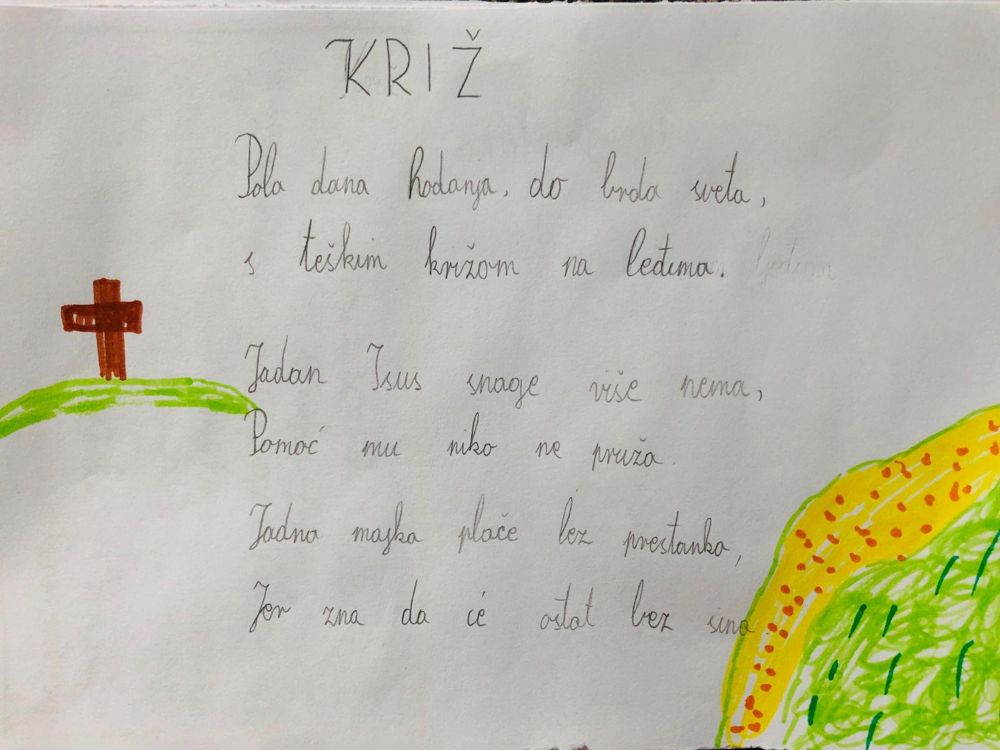 KRIŽ
Pola dana hodanja, do brda sveta,
s teškim križom na leđima.
Jadan Isus snage više nema,
Pomoć mu niko ne pruža.
Jadna majka plače bez prestanka,
Jer zna da će ostat bez sina.